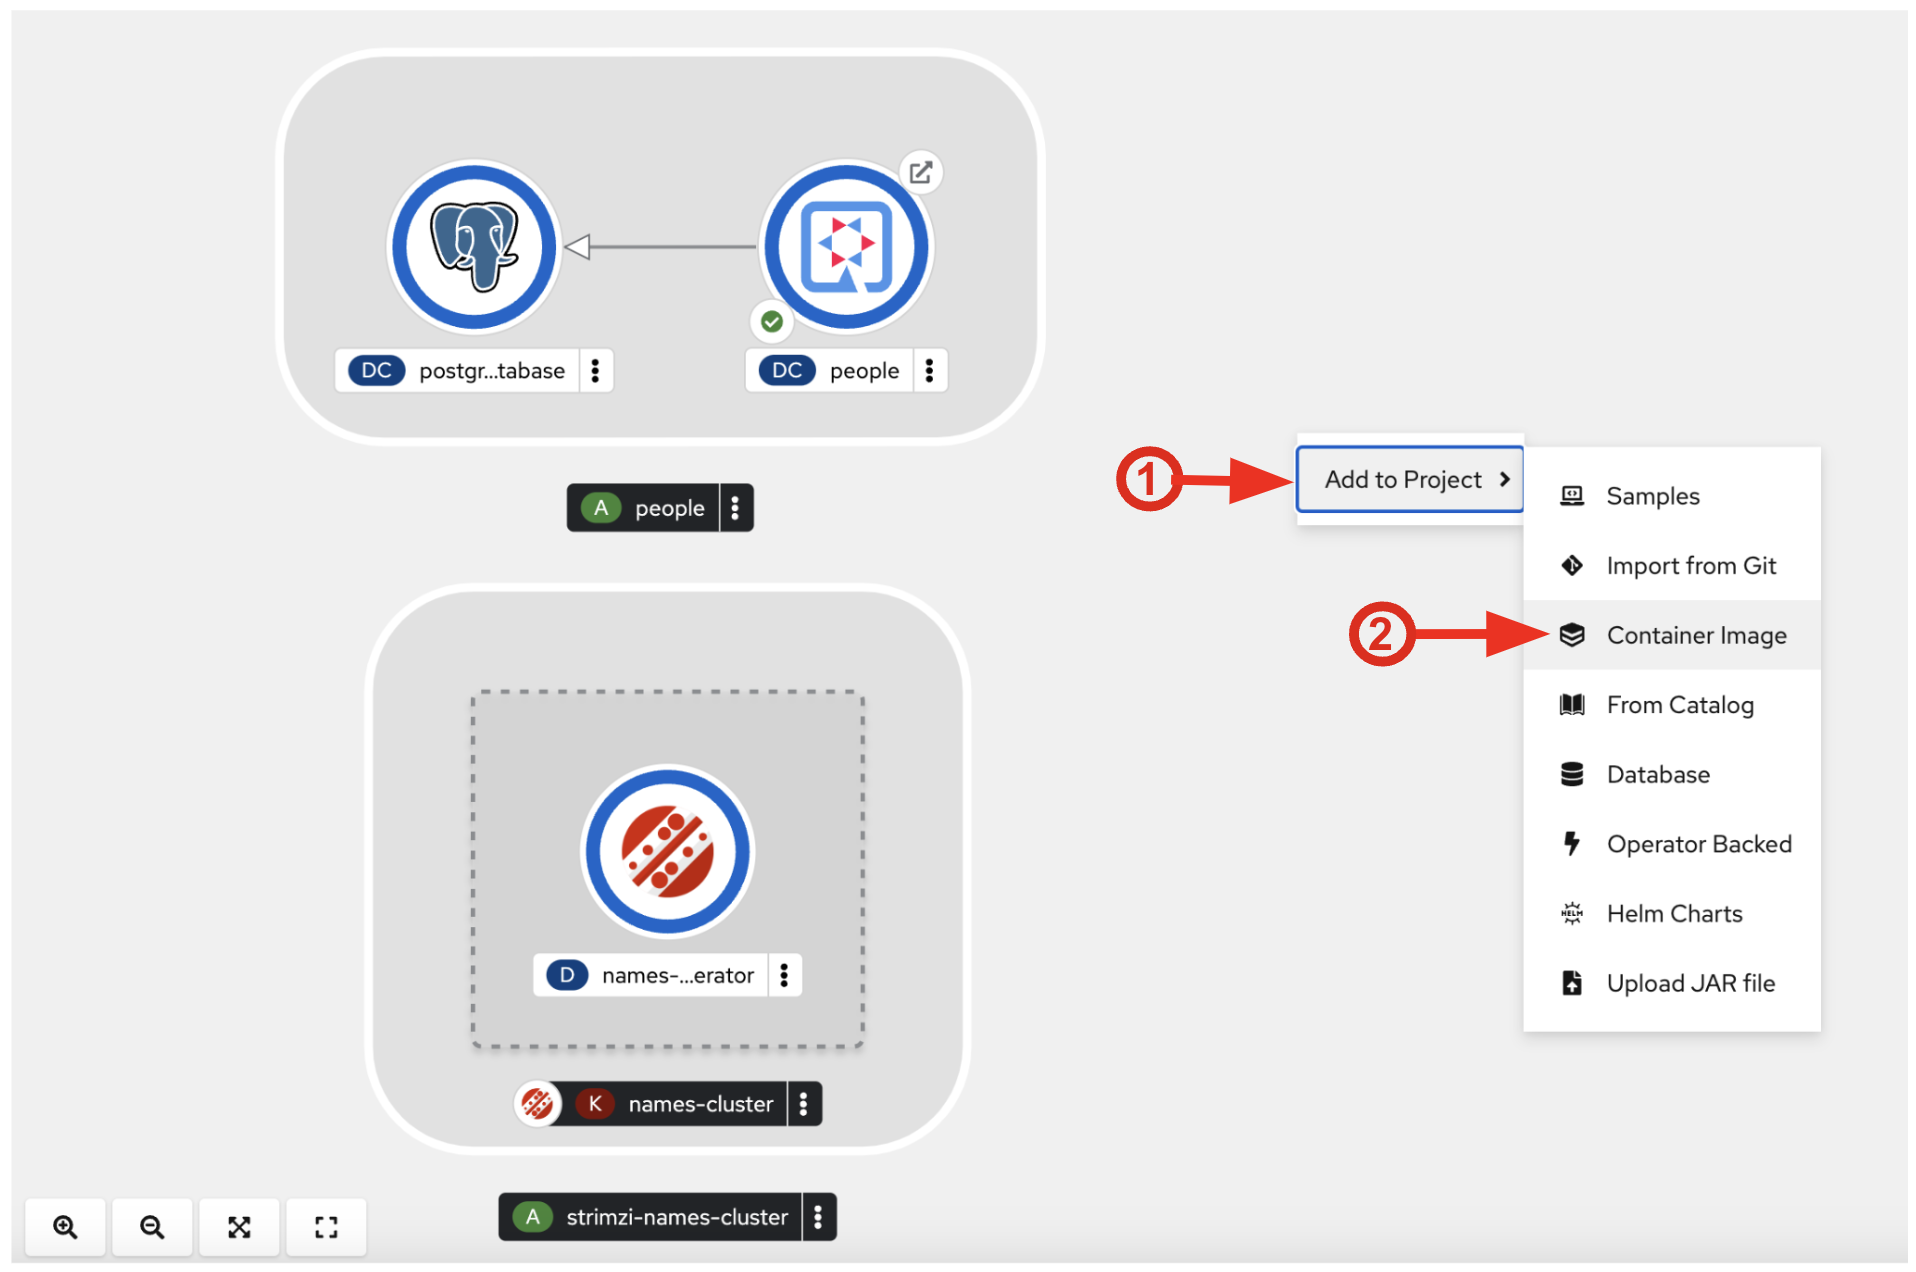 DC postgr...tabase
DC people
A people
1 Add to Project
Samples
Import from Git
2 Container Image
From Catalog
Database
Operator Backed
HELM Helm Charts
Upload JAR file
D names-...erator
K names-cluster
A strimzi-names-cluster